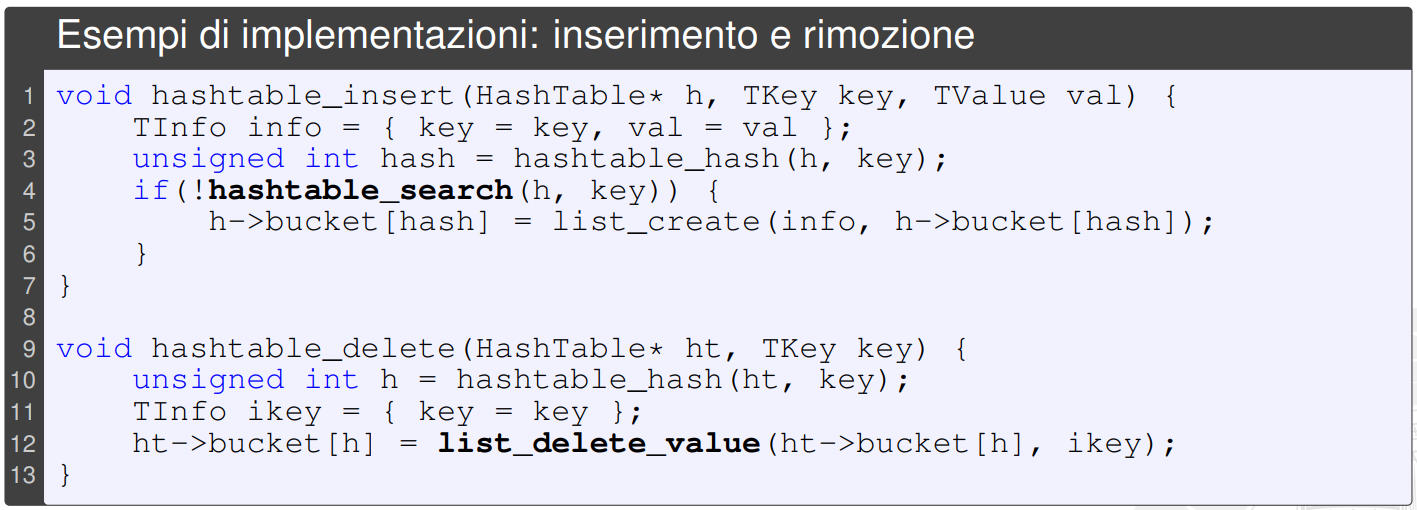 Esempi di implementazioni: inserimento e rimozione
1 void hashtable_insert(HashTable* h, TKey key, TValue val) {
2     TInfo info = { key = key, val = val };
3     unsigned int hash = hashtable_hash(h, key);
4     if(!hashtable_search(h, key)) {
5         h->bucket[hash] = list_create(info, h->bucket[hash]);
6     }
7 }
8
9 void hashtable_delete(HashTable* ht, TKey key) {
10     unsigned int h = hashtable_hash(ht, key);
11     TInfo ikey = { key = key };
12     ht->bucket[h] = list_delete_value(ht->bucket[h], ikey);
13 }